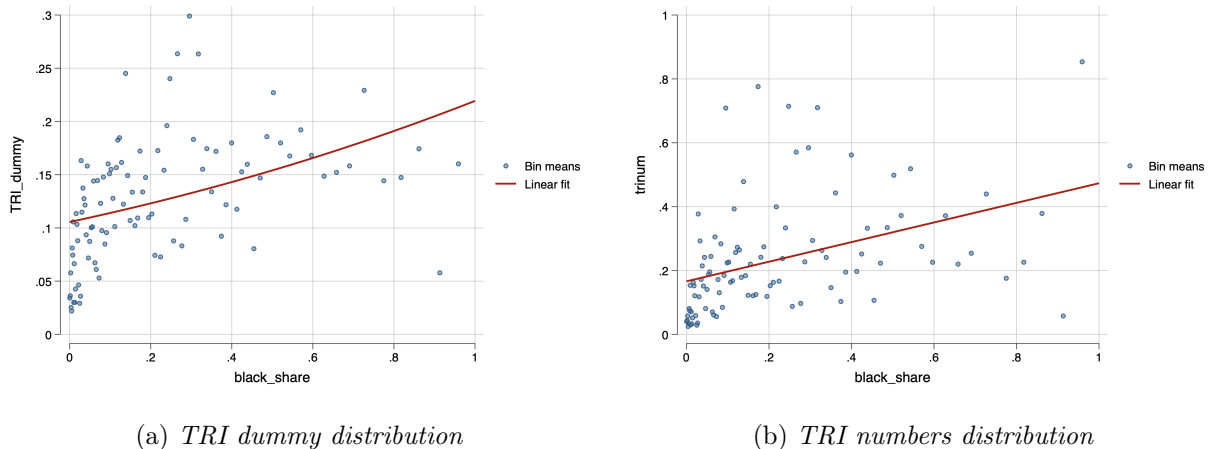 .3
.25
.2
.15
.1
.05
0
TRI_dummy
0 .2 .4 .6 .8 1
black_share
Bin means
Linear fit
(a) TRI dummy distribution
1
.8
.6
.4
.2
0
trinum
0 .2 .4 .6 .8 1
black_share
Bin means
Linear fit
(b) TRI numbers distribution